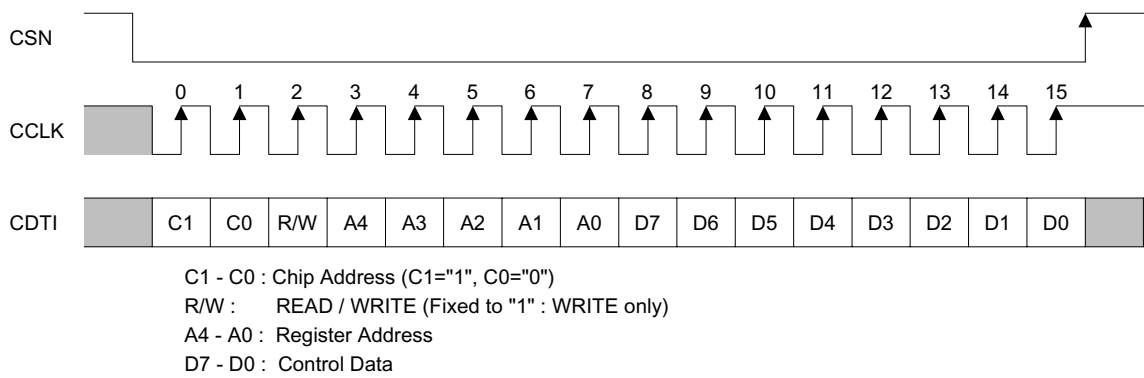 CSN
0 1 2 3 4 5 6 7 8 9 10 11 12 13 14 15
CCLK
CDTI C1 C0 R/W A4 A3 A2 A1 A0 D7 D6 D5 D4 D3 D2 D1 D0
C1 - C0 : Chip Address (C1="1", C0="0")
R/W : READ / WRITE (Fixed to "1" : WRITE only)
A4 - A0 : Register Address
D7 - D0 : Control Data